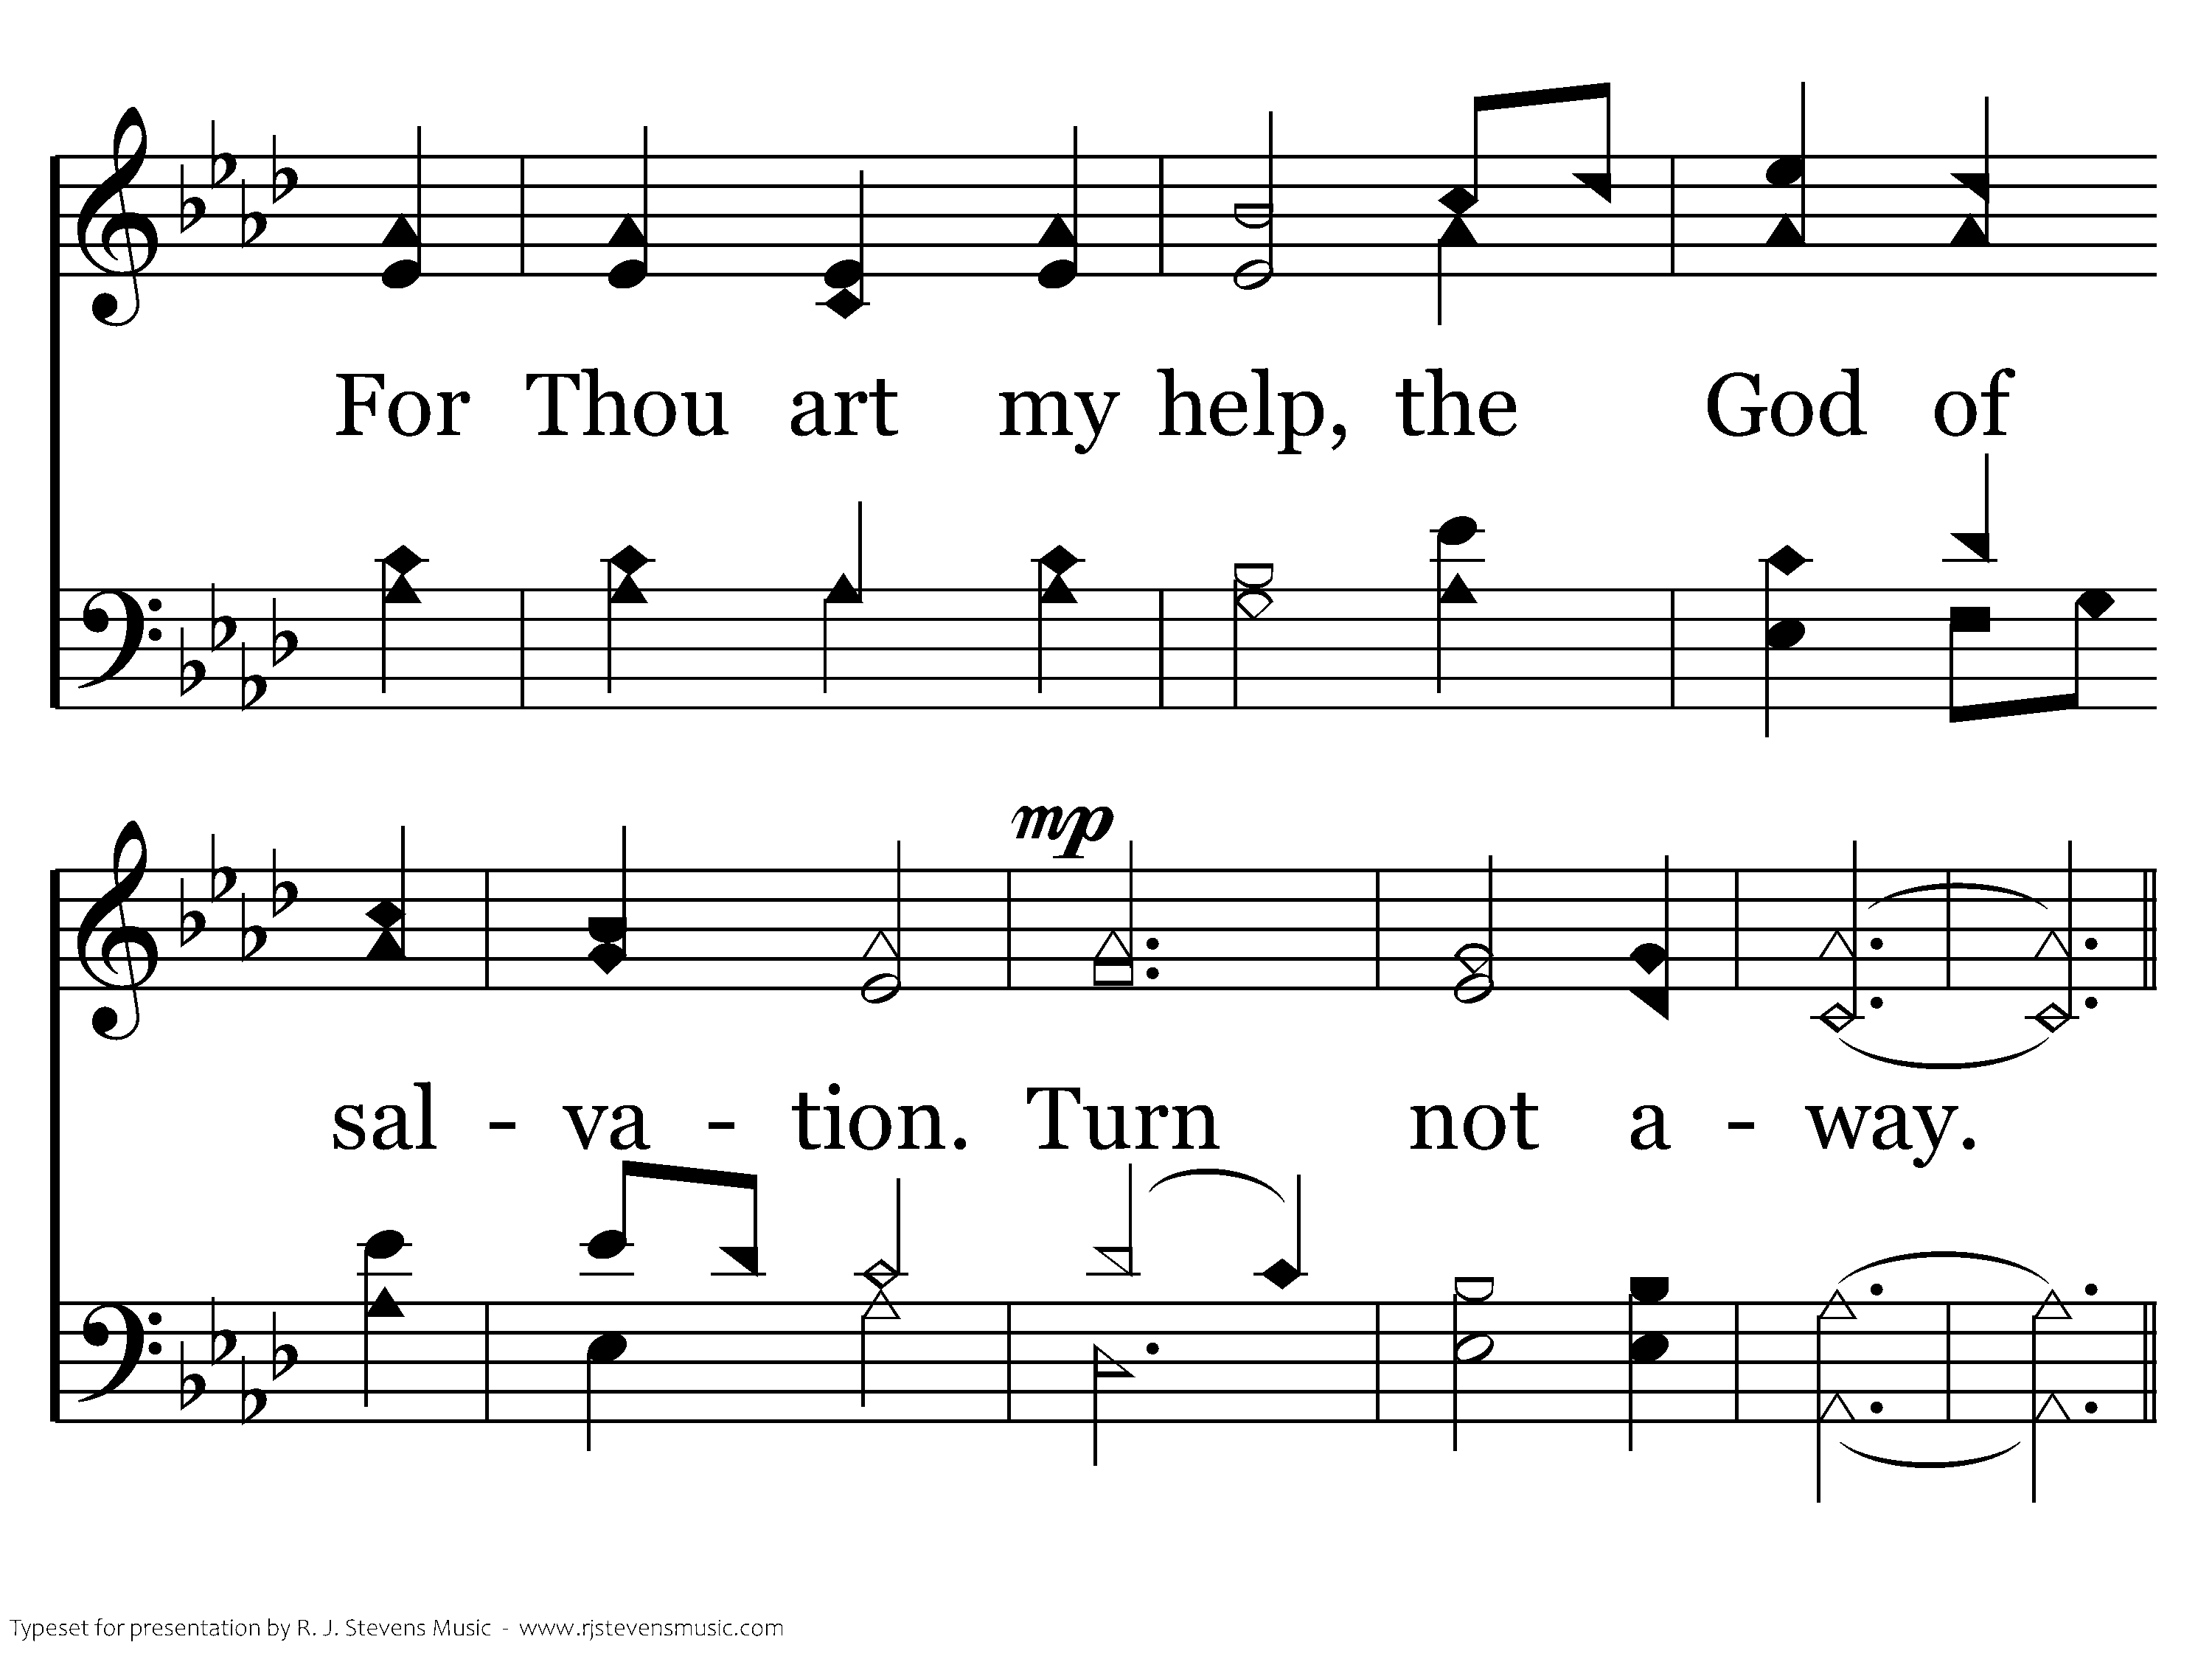 For Thou art my help, the God of
mp
sal - va - tion. Turn not a - way.
Typeset for presentation by R. J. Stevens Music - www.rjstevensmusic.com